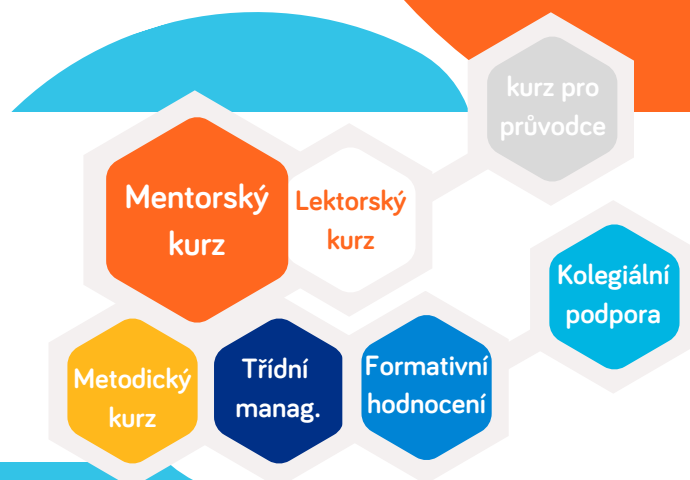 kurz pro
průvodce
Mentorský
kurz
Lektorský
kurz
Kolegiální
podpora
Metodický
kurz
Třídní
manag.
Formativní
hodnocení